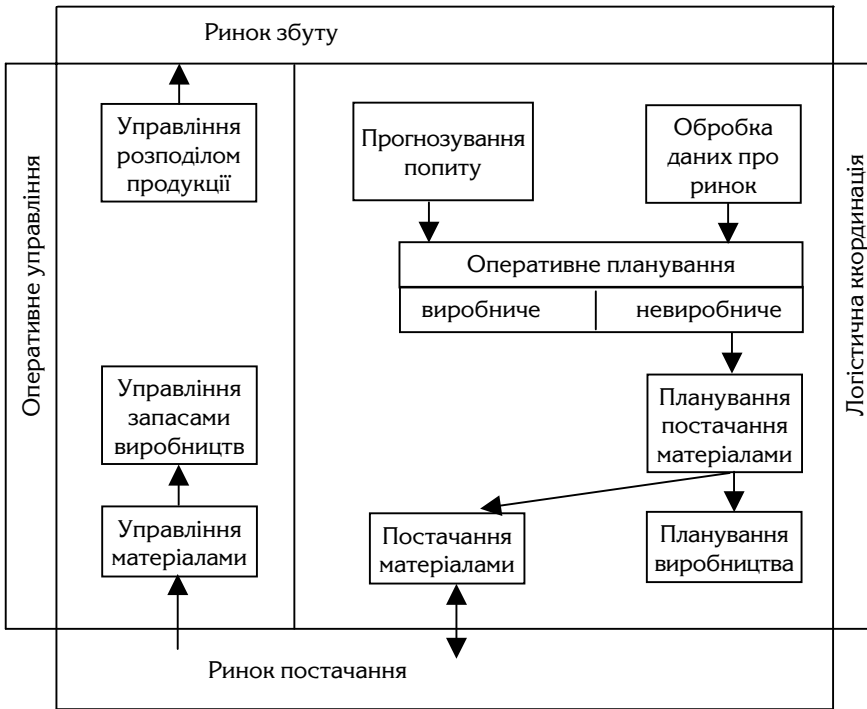 Ринок збуту
Оперативне управління
Управління
розподілом
продукції
Управління
запасами
виробництв
Управління
матеріалами
Прогнозування
попиту
Обробка
даних про
ринок
Оперативне планування
виробниче
невиробниче
Планування
постачання
матеріалами
Постачання
матеріалами
Планування
виробництва
Логістична ккординація
Ринок постачання